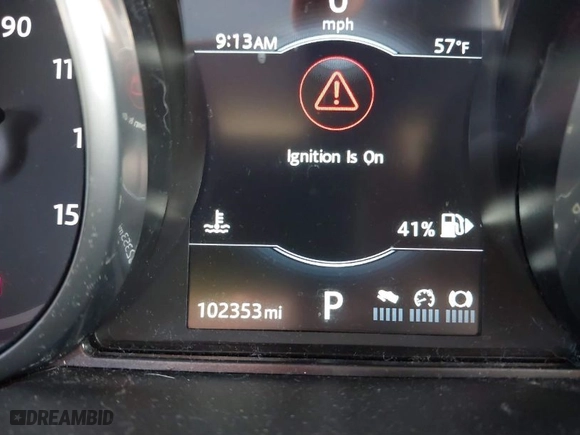 0
mph
90
9:13AM
57°F
11
Ignition Is On
1
15
41%
102353mi
P
DREAMBID